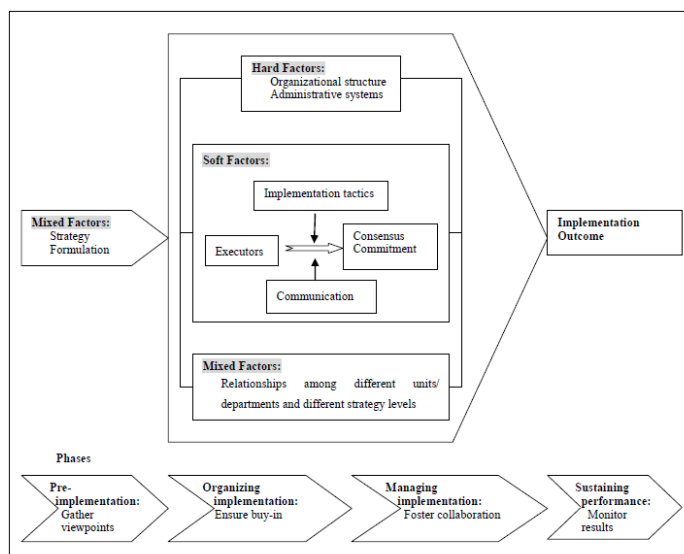 Hard Factors:
Organizational structure
Administrative systems
Soft Factors:
Implementation tactics
Mixed Factors:
Strategy
Formulation
Executors
Consensus
Commitment
Communication
Implementation
Outcome
Mixed Factors:
Relationships among different units/
departments and different strategy levels
Phases
Pre-
implementation:
Gather
viewpoints
Organizing
implementation:
Ensure buy-in
Managing
implementation:
Foster collaboration
Sustaining
performance:
Monitor
results